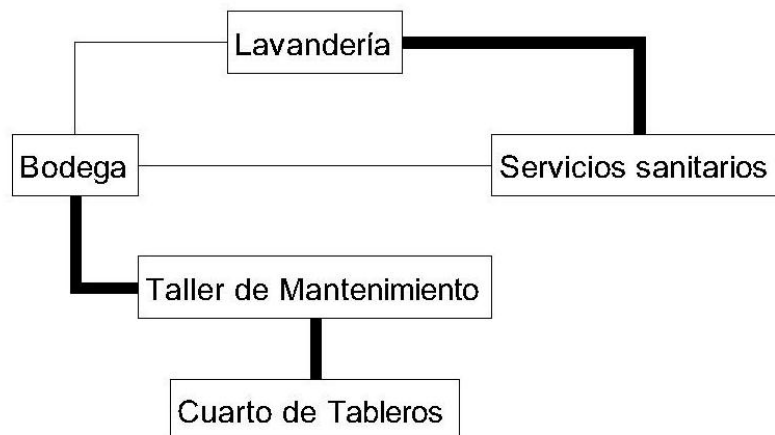 Lavandería
Bodega
Servicios sanitarios
Taller de Mantenimiento
Cuarto de Tableros